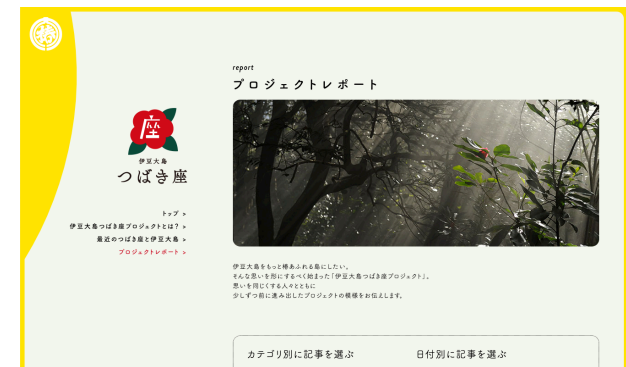 椿
report
プロジェクトレポート
座
伊豆大島
つばき座
トップ >
伊豆大島つばき座プロジェクトとは? >
最近のつばき座と伊豆大島 >
プロジェクトレポート >
伊豆大島をもっと椿あふれる島にしたい。
そんな思いを形にするべく始まった「伊豆大島つばき座プロジェクト」。
思いを同じくする人々とともに
少しずつ前に進み出したプロジェクトの模様をお伝えします。
カテゴリ別に記事を選ぶ
日付別に記事を選ぶ